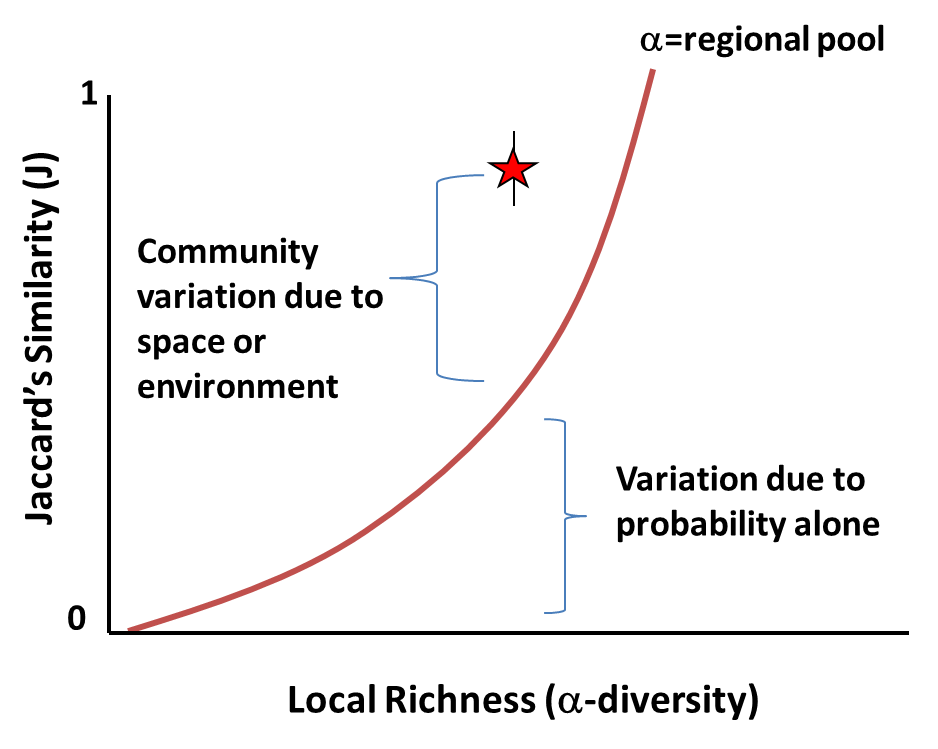 α=regional pool
1
Jaccard's Similarity (J)
Community
variation due to
space or
environment
Variation due to
probability alone
0
Local Richness (α-diversity)